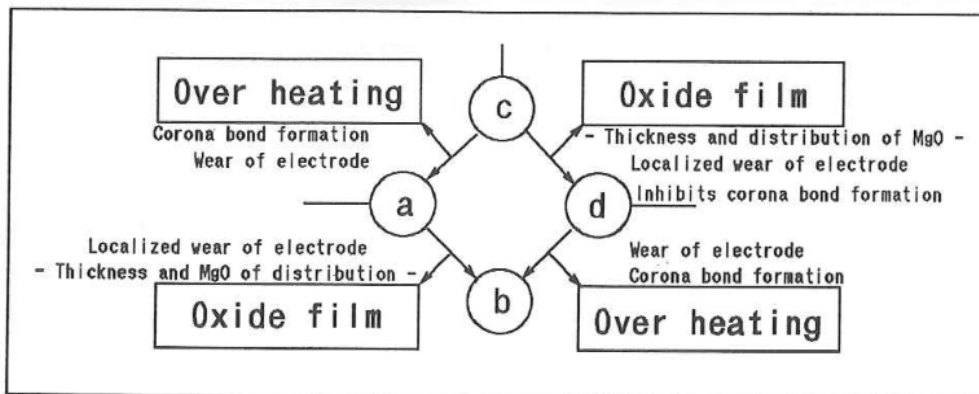 Over heating
Corona bond formation
Wear of electrode
c
Oxide film
- Thickness and distribution of MgO -
Localized wear of electrode
Inhibits corona bond formation
a
d
Localized wear of electrode
- Thickness and MgO of distribution -
Oxide film
b
Wear of electrode
Corona bond formation
Over heating